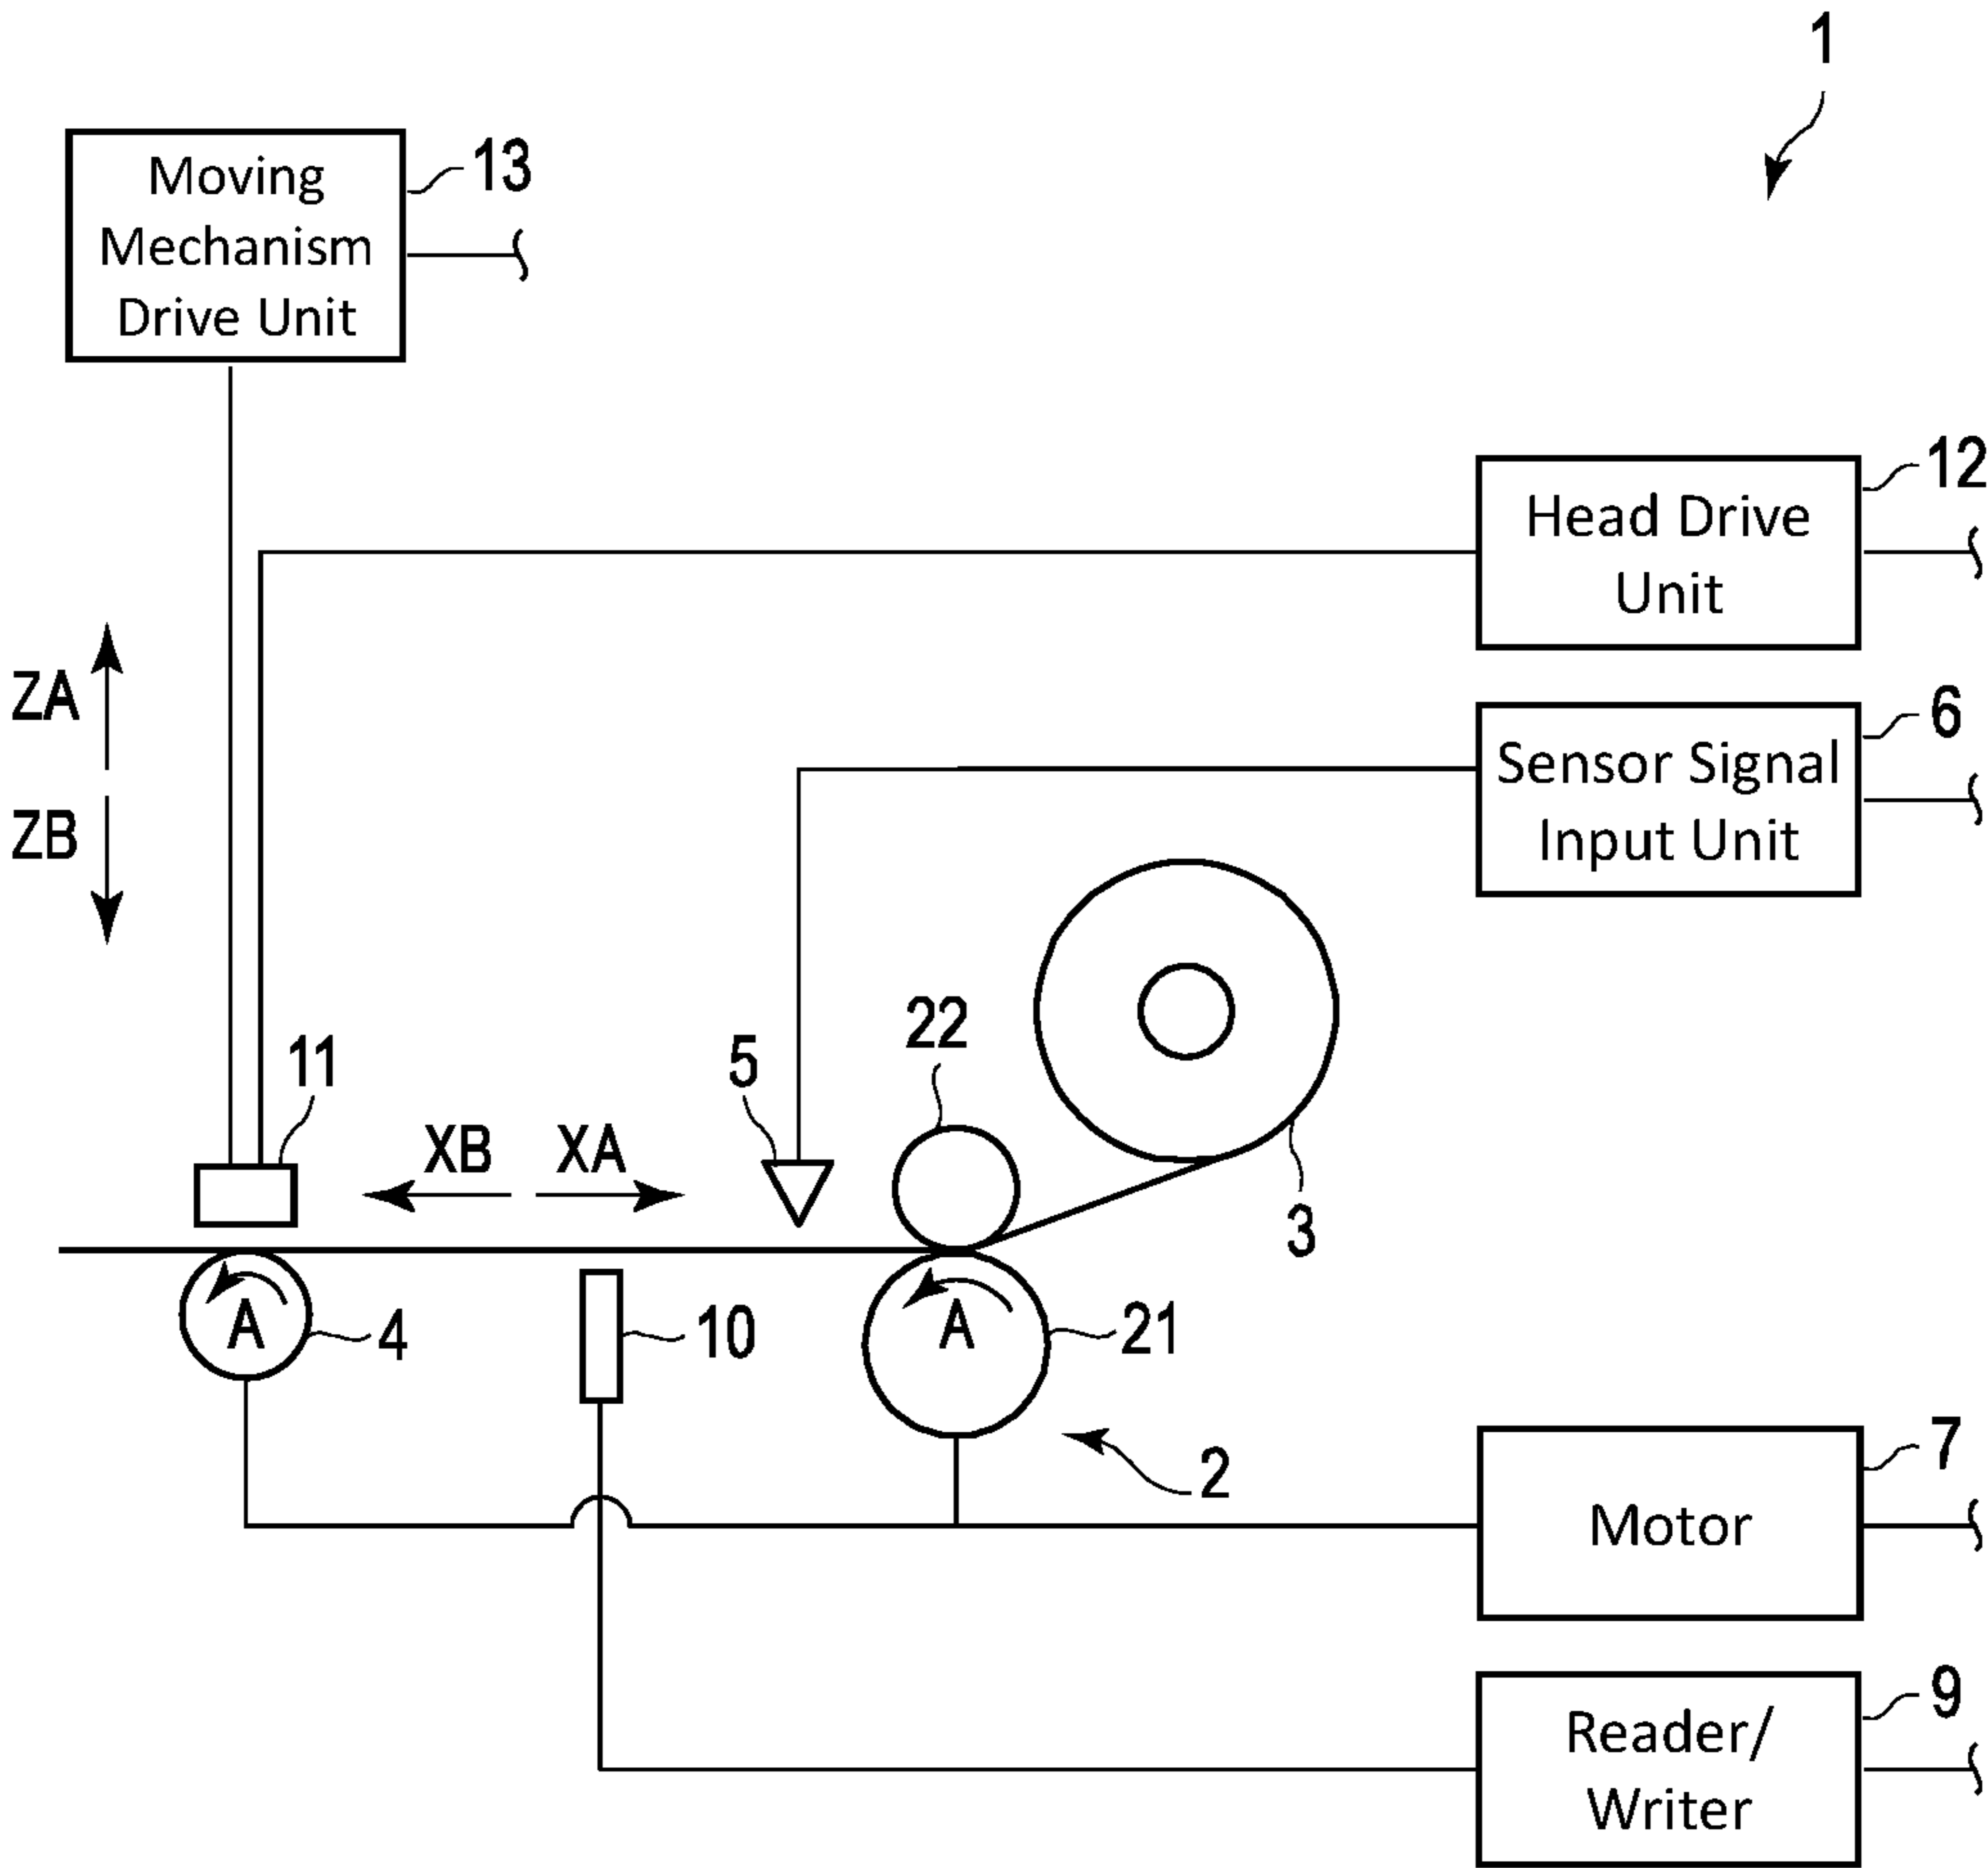 1
Moving
Mechanism
Drive Unit
13
12
Head Drive
Unit
6
Sensor Signal
Input Unit
ZA
ZB
22
5
11
XB
XA
3
A
4
10
A
21
2
7
Motor
9
Reader/
Writer